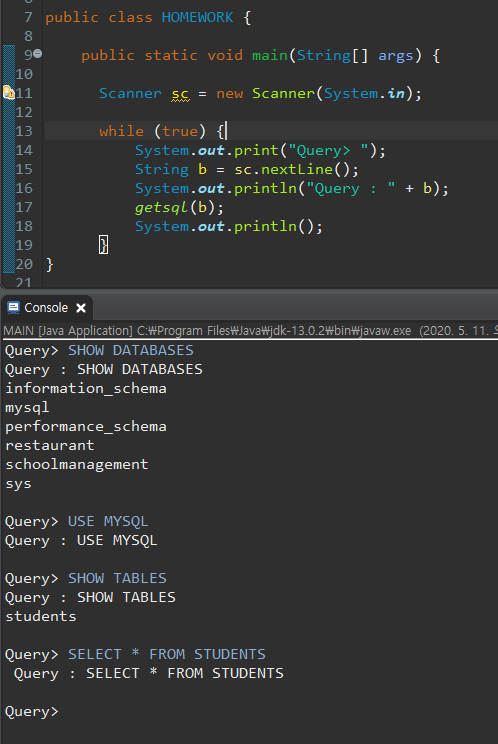 7 public class HOMEWORK {
8
9 public static void main(String[] args) {
10
11 Scanner sc = new Scanner(System.in);
12
13 while (true) {
14 System.out.print("Query> ");
15 String b = sc.nextLine();
16 System.out.println("Query : " + b);
17 getsql(b);
18 System.out.println();
19 }
20 }
21
Console
MAIN [Java Application] C:₩Program Files₩Java₩jdk-13.0.2₩bin₩javaw.exe (2020. 5. 11.
Query> SHOW DATABASES
Query : SHOW DATABASES
information_schema
mysql
performance_schema
restaurant
schoolmanagement
sys
Query> USE MYSQL
Query : USE MYSQL
Query> SHOW TABLES
Query : SHOW TABLES
students
Query> SELECT * FROM STUDENTS
Query : SELECT * FROM STUDENTS
Query>